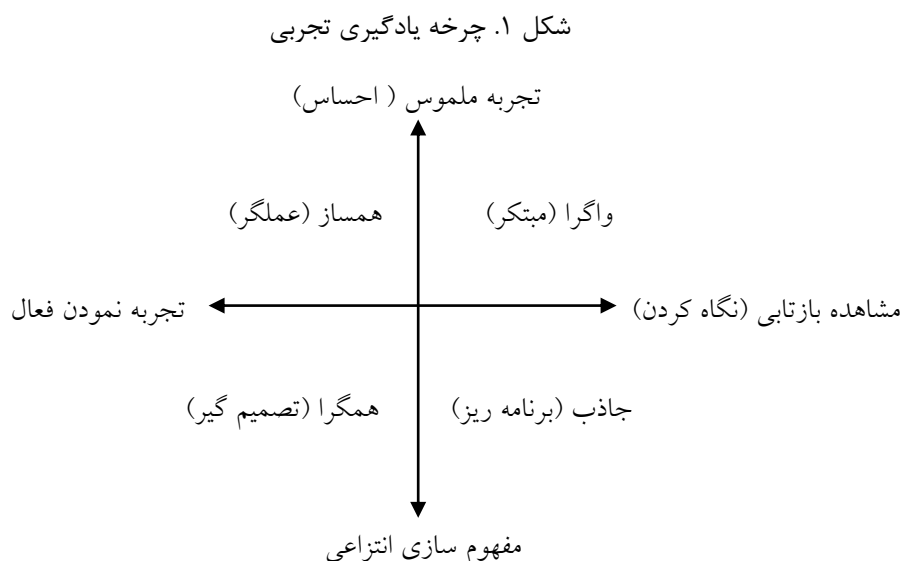 شکل ۱. چرخه یادگیری تجربی
تجربه ملموس ( احساس)
واگرا (مبتکر)
همساز (عملگر)
مشاهده بازتابی (نگاه کردن)
تجربه نمودن فعال
جاذب (برنامه ریز)
همگرا (تصمیم گیر)
مفهوم سازی انتزاعی